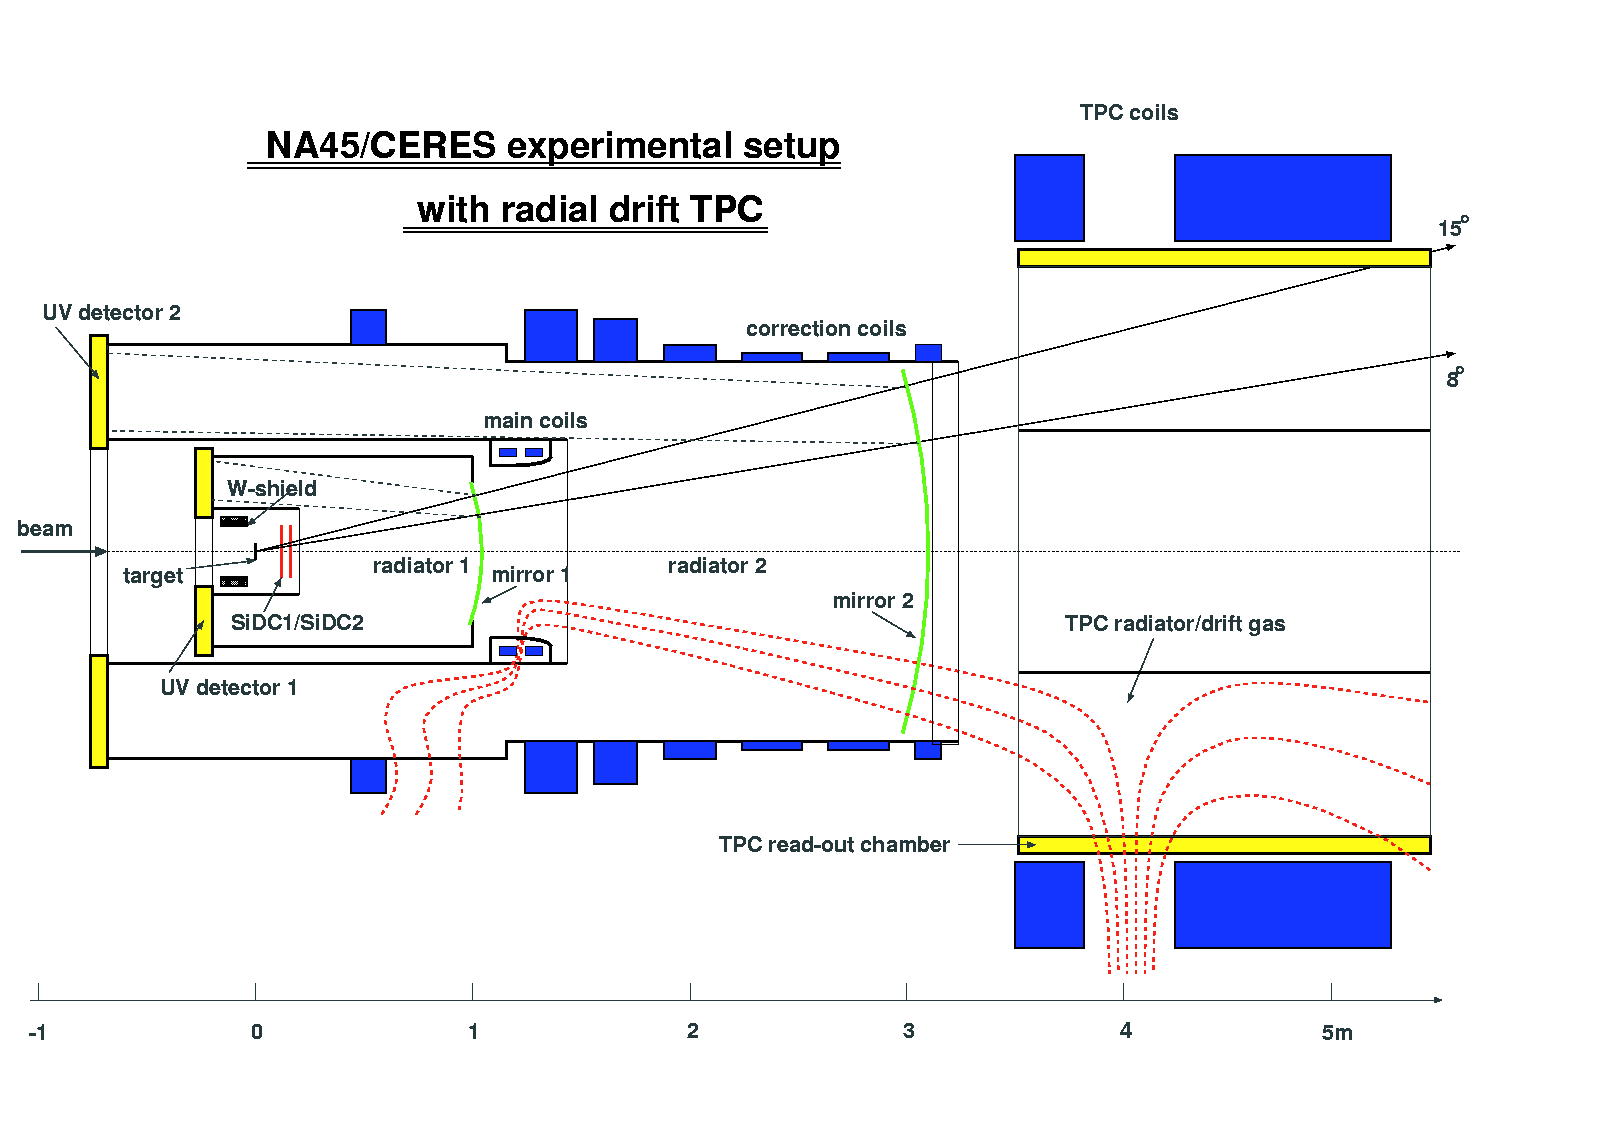 TPC coils
NA45/CERES experimental setup
with radial drift TPC
15°
UV detector 2
correction coils
8°
main coils
W-shield
beam
target
radiator 1
mirror 1
radiator 2
mirror 2
SiDC1/SiDC2
TPC radiator/drift gas
UV detector 1
TPC read-out chamber
-1 0 1 2 3 4 5m